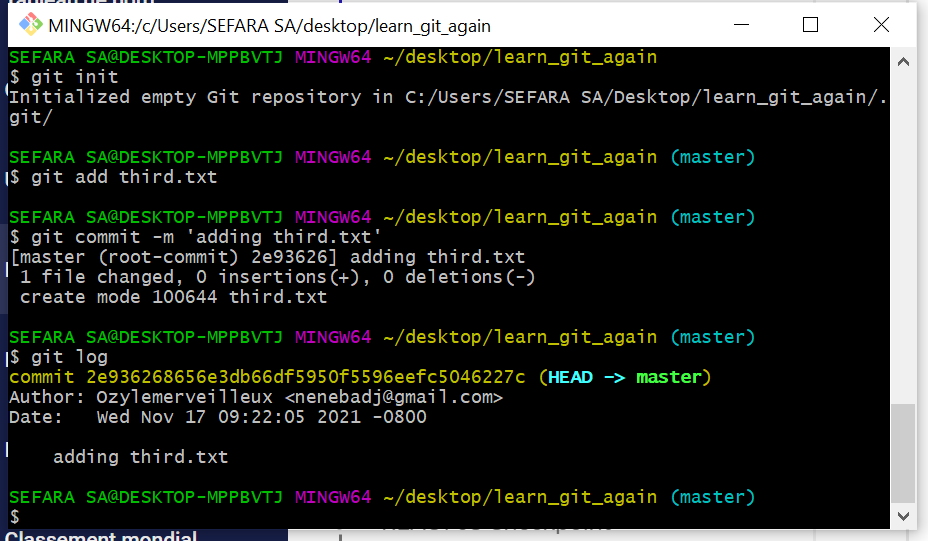 MINGW64:/c/Users/SEFARA SA/desktop/learn_git_again
SEFARA SA@DESKTOP-MPPBVTJ MINGW64 ~/desktop/learn_git_again
$ git init
Initialized empty Git repository in C:/Users/SEFARA SA/Desktop/learn_git_again/.
git/
SEFARA SA@DESKTOP-MPPBVTJ MINGW64 ~/desktop/learn_git_again (master)
$ git add third.txt
SEFARA SA@DESKTOP-MPPBVTJ MINGW64 ~/desktop/learn_git_again (master)
$ git commit -m 'adding third.txt'
[master (root-commit) 2e93626] adding third.txt
1 file changed, 0 insertions(+), 0 deletions(-)
create mode 100644 third.txt
SEFARA SA@DESKTOP-MPPBVTJ MINGW64 ~/desktop/learn_git_again (master)
$ git log
commit 2e936268656e3db66df5950f5596eefc5046227c (HEAD -> master)
Author: Ozylemerveilleux <nenebadj@gmail.com>
Date:   Wed Nov 17 09:22:05 2021 -0800
adding third.txt
SEFARA SA@DESKTOP-MPPBVTJ MINGW64 ~/desktop/learn_git_again (master)
$
Classement mondial